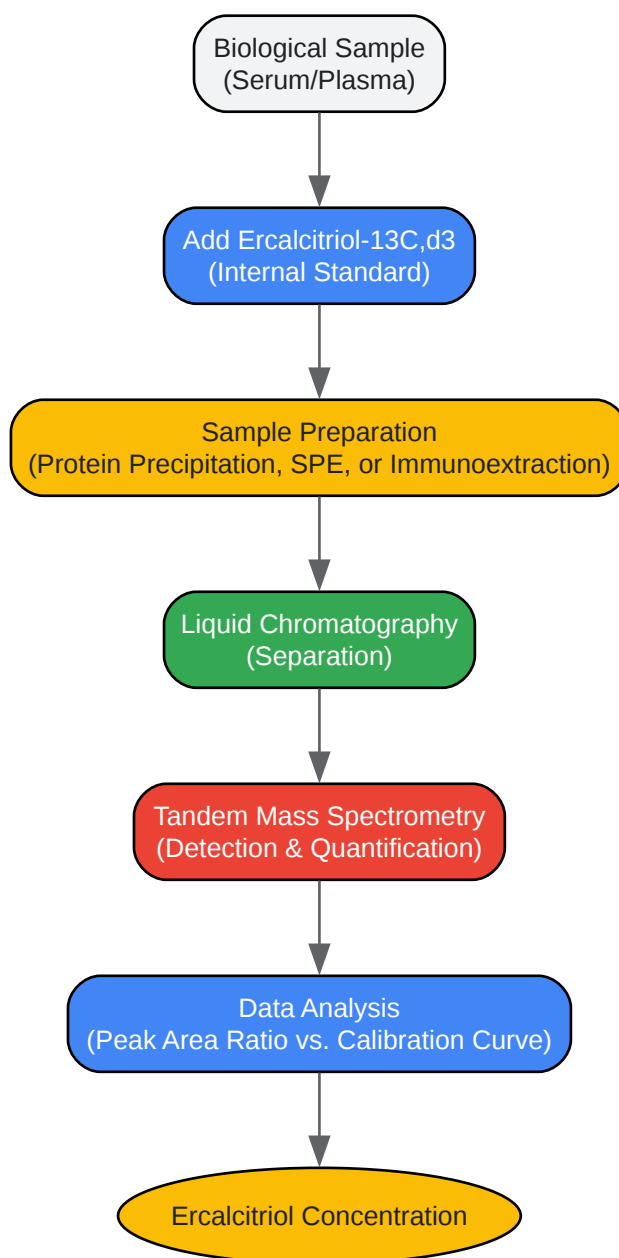 Biological Sample
(Serum/Plasma)
Add Ercalcitriol-13C,d3
(Internal Standard)
Sample Preparation
(Protein Precipitation, SPE, or Immunoextraction)
Liquid Chromatography
(Separation)
Tandem Mass Spectrometry
(Detection & Quantification)
Data Analysis
(Peak Area Ratio vs. Calibration Curve)
Ercalcitriol Concentration